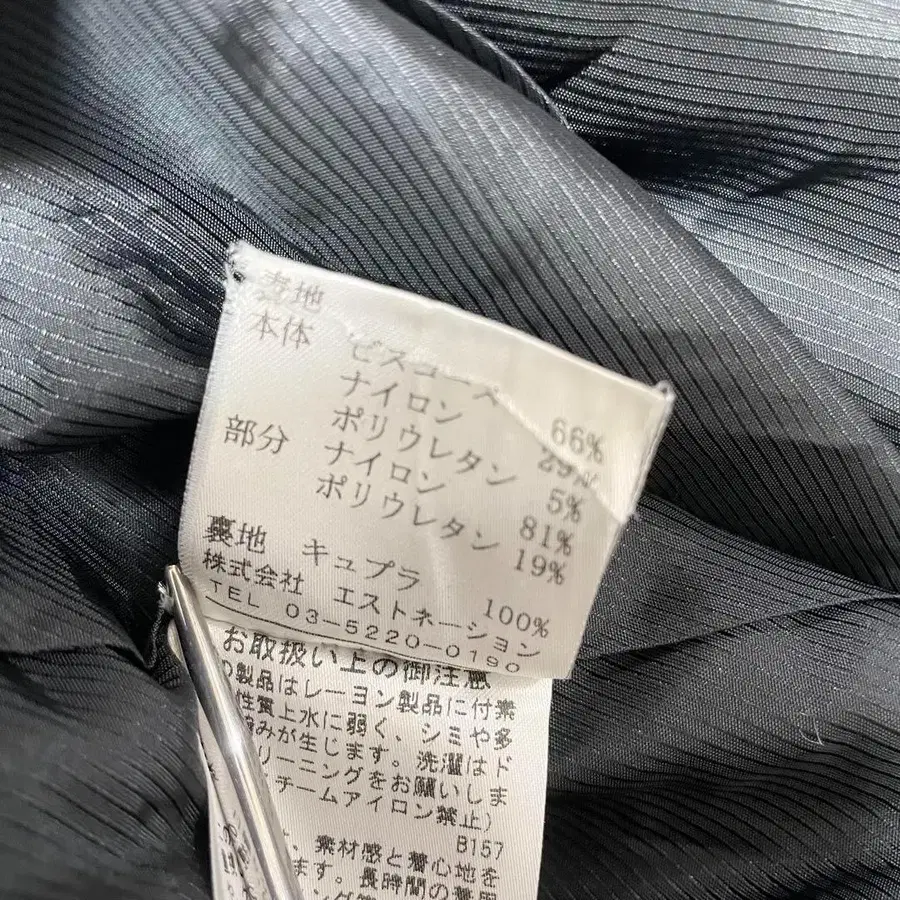 表地
本体 ビスコース 66%
ナイロン 29%
ポリウレタン 5%
部分 ナイロン 81%
ポリウレタン 19%
裏地 キュプラ 100%
株式会社 エストネーション
TEL 03-5220-0190
お取扱い上の御注意
の製品はレーヨン製品に付素
性質上水に弱く、シミや多
縮みが生じます。洗濯はド
リーニングをお願いしま
チームアイロン禁止)
B157
素材感と着心地を
ます。長時間の着用